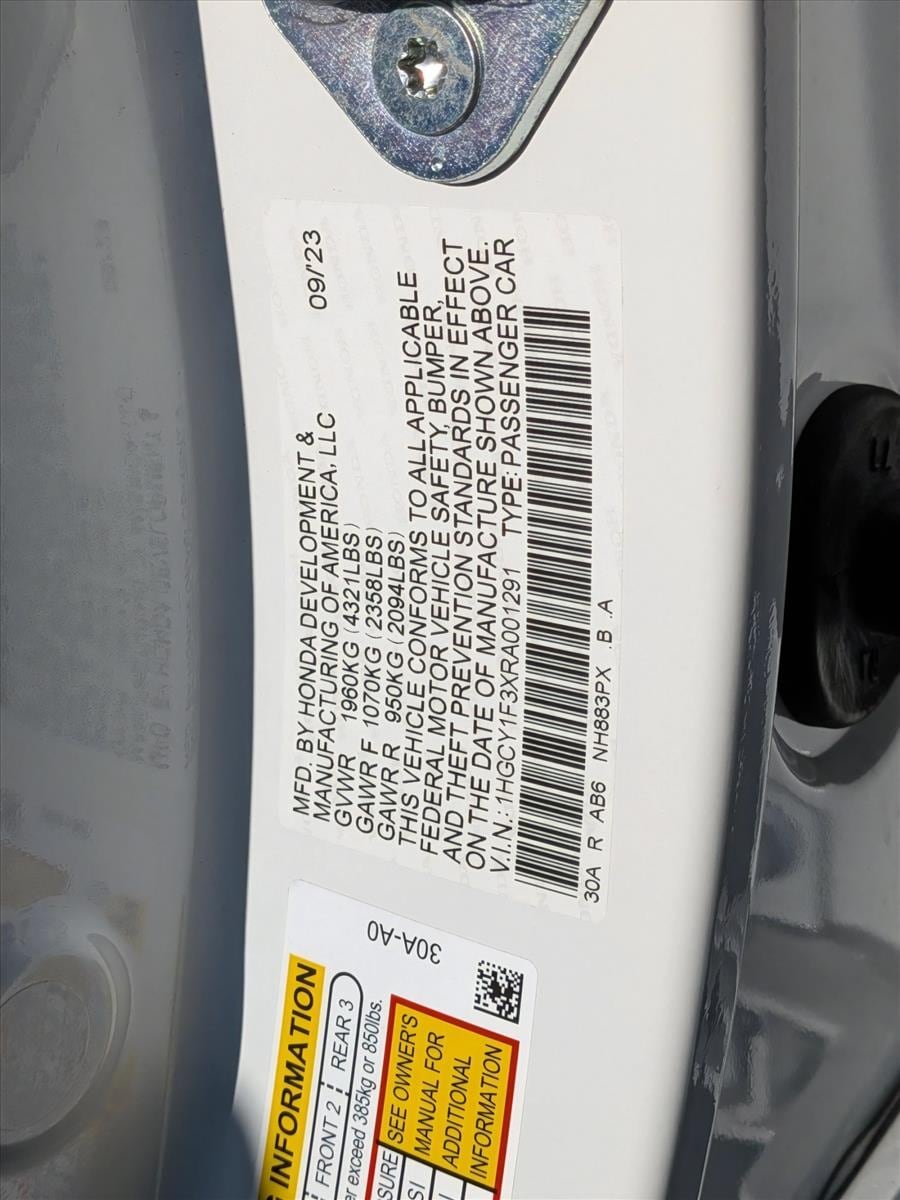 MFD. BY HONDA DEVELOPMENT &
MANUFACTURING OF AMERICA, LLC 09/'23
GVWR 1960KG (4321LBS)
GAWR F 1070KG (2358LBS)
GAWR R 950KG (2094LBS)
THIS VEHICLE CONFORMS TO ALL APPLICABLE
FEDERAL MOTOR VEHICLE SAFETY, BUMPER,
AND THEFT PREVENTION STANDARDS IN EFFECT
ON THE DATE OF MANUFACTURE SHOWN ABOVE.
V.I.N.: 1HGCY1F3XRA001291 TYPE: PASSENGER CAR
30A R AB6 NH883PX .B .A
30A-A0
INFORMATION
FRONT 2 REAR 3
exceed 385kg or 850lbs.
SEE OWNER'S
MANUAL FOR
ADDITIONAL
INFORMATION